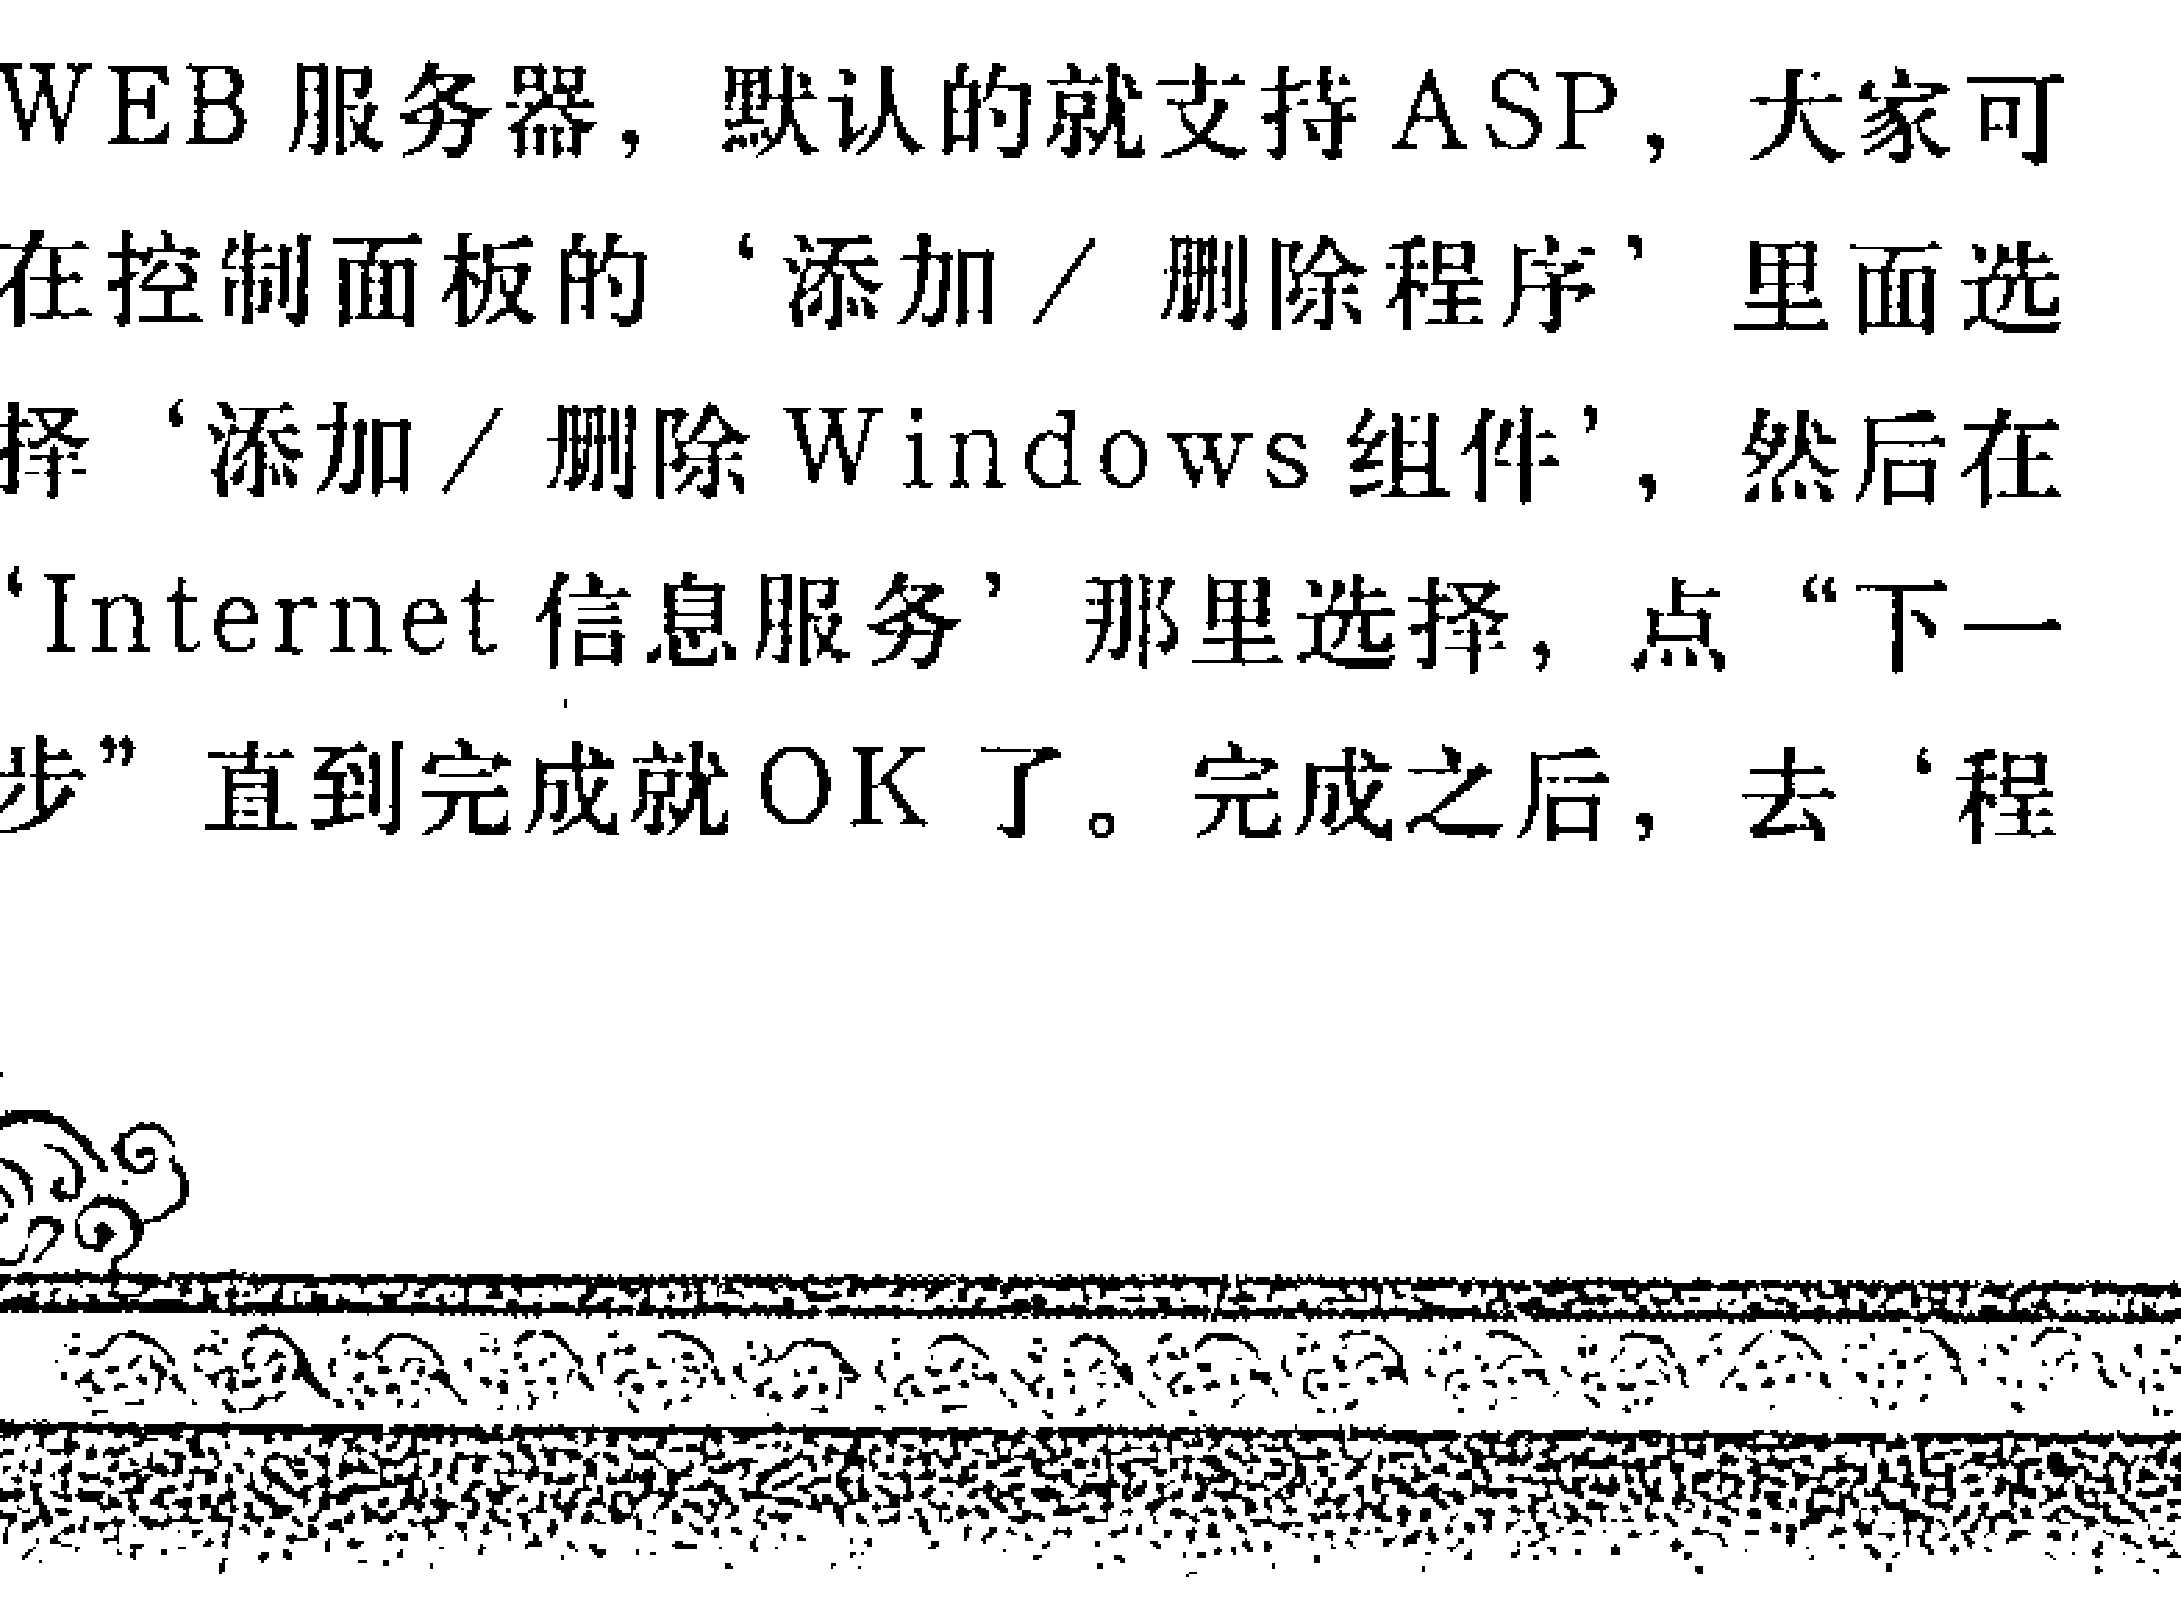 WEB 服务器，默认的就支持 ASP，大家可
在控制面板的‘添加／删除程序’里面选
择‘添加／删除 Windows 组件’，然后在
‘Internet 信息服务’那里选择，点“下一
步”直到完成就 OK 了。完成之后，去‘程